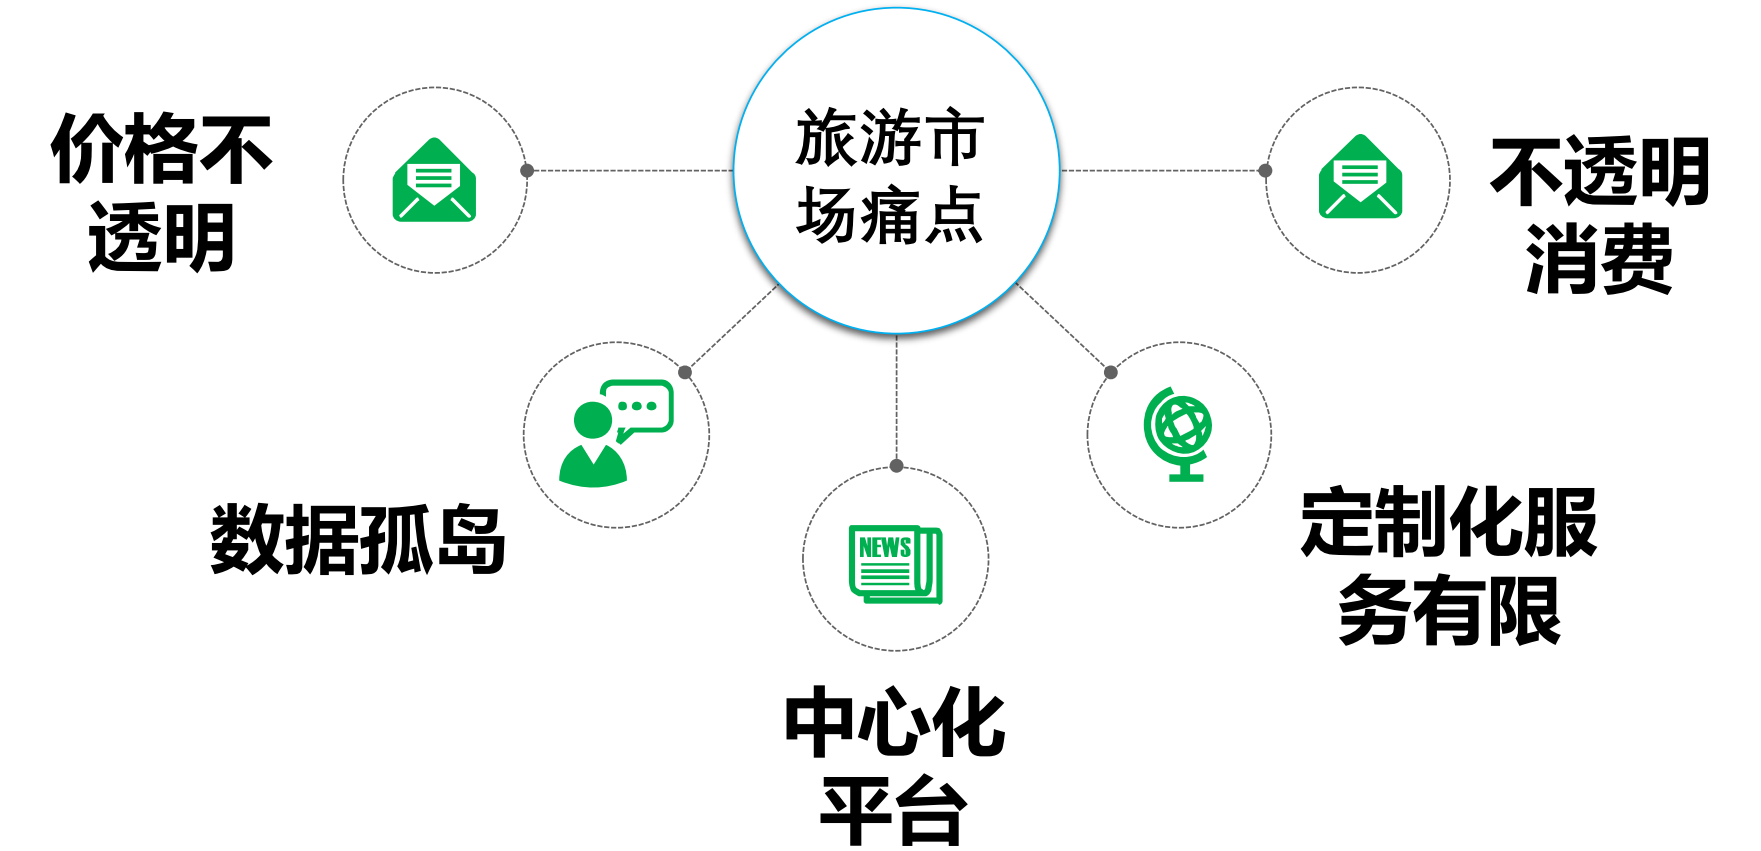 旅游市
场痛点
价格不
透明
不透明
消费
数据孤岛
NEWS
定制化服
务有限
中心化
平台